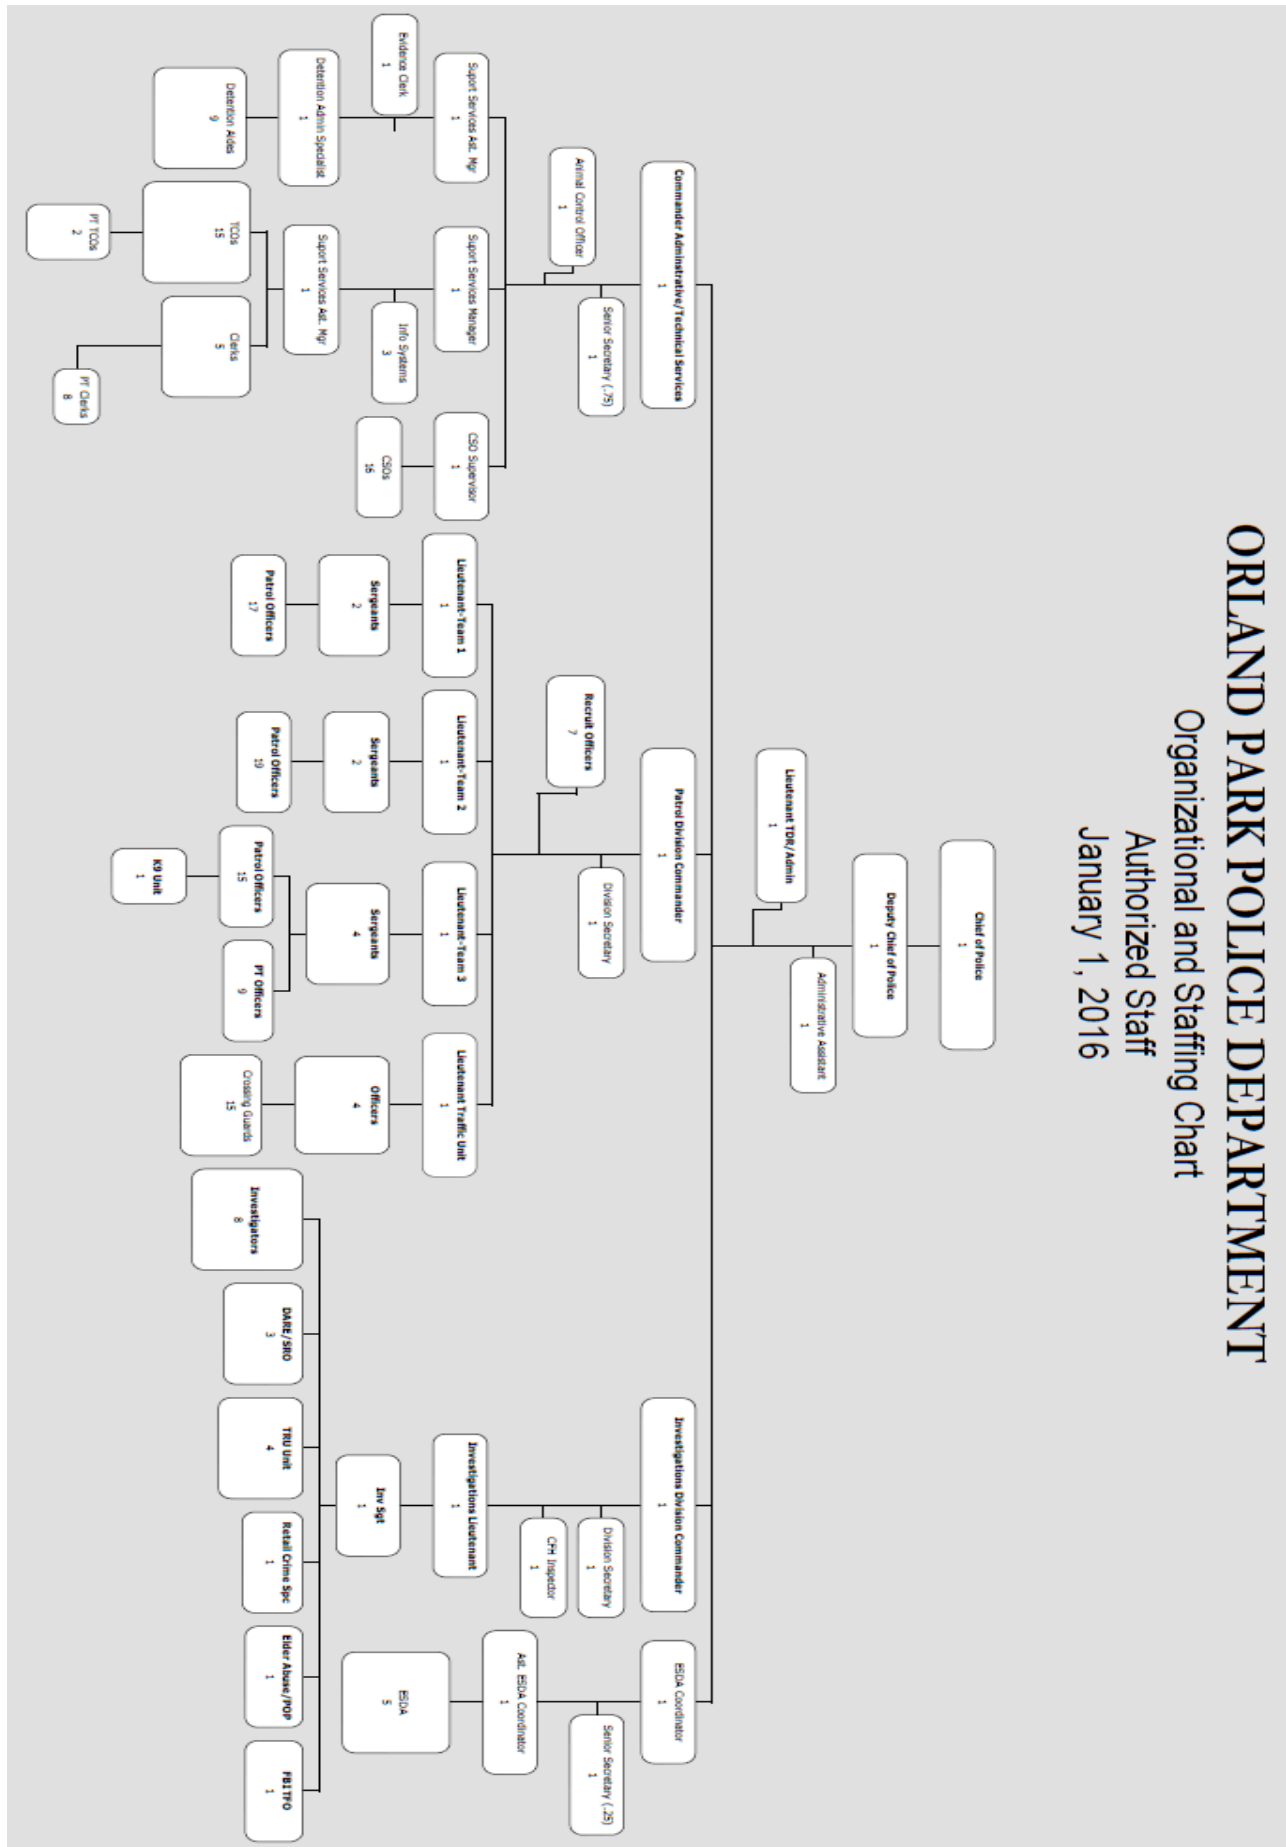 ORLAND PARK POLICE DEPARTMENT
Organizational and Staffing Chart
Authorized Staff
January 1, 2016
Chief of Police
1
Deputy Chief of Police
1
Administrative Assistant
1
Lieutenant TDR/Admin
1
Commander Adminstrative/Technical Services
1
Senior Secretary (.75)
1
Animal Control Officer
1
Suport Services Ast. Mgr
1
Evidence Clerk
1
Detention Admin Specialist
1
Detention Aides
9
Suport Services Manager
1
Info Systems
3
Suport Services Ast. Mgr
1
TCOs
15
PT TCOs
2
Clerks
5
PT Clerks
8
CSO Supervisor
1
CSOs
16
Patrol Division Commander
1
Division Secretary
1
Recruit Officers
7
Lieutenant-Team 1
1
Sergeants
2
Patrol Officers
17
Lieutenant-Team 2
1
Sergeants
2
Patrol Officers
19
Lieutenant-Team 3
1
Sergeants
4
Patrol Officers
15
K9 Unit
1
PT Officers
9
Lieutenant Traffic Unit
1
Officers
4
Crossing Guards
15
Investigations Division Commander
1
Division Secretary
1
CFH Inspector
1
Investigations Lieutenant
1
Inv Sgt
1
Investigators
8
DARE/SRO
3
TRU Unit
4
Retail Crime Spc
1
Elder Abuse/POP
1
FBI TFO
1
ESDA Coordinator
1
Senior Secretary (.25)
1
Ast. ESDA Coordinator
1
ESDA
5